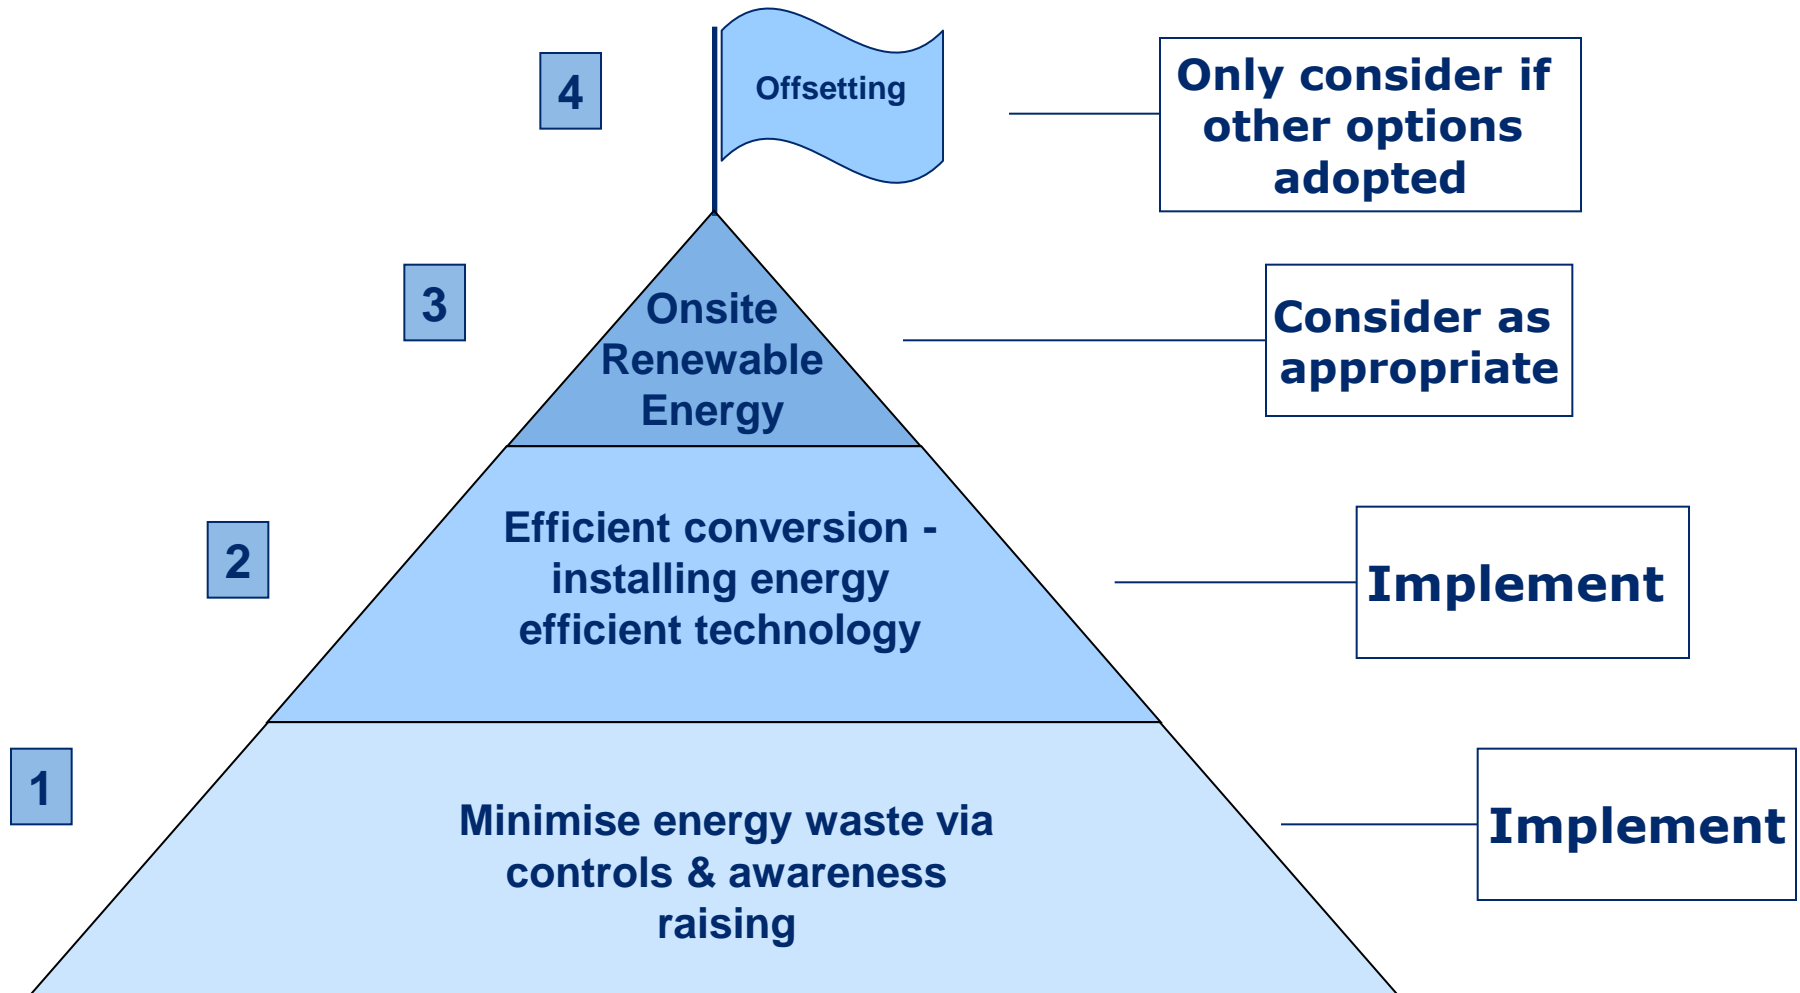 4
Offsetting
Only consider if
other options
adopted
3
Onsite
Renewable
Energy
Consider as
appropriate
2
Efficient conversion -
installing energy
efficient technology
Implement
1
Minimise energy waste via
controls & awareness
raising
Implement